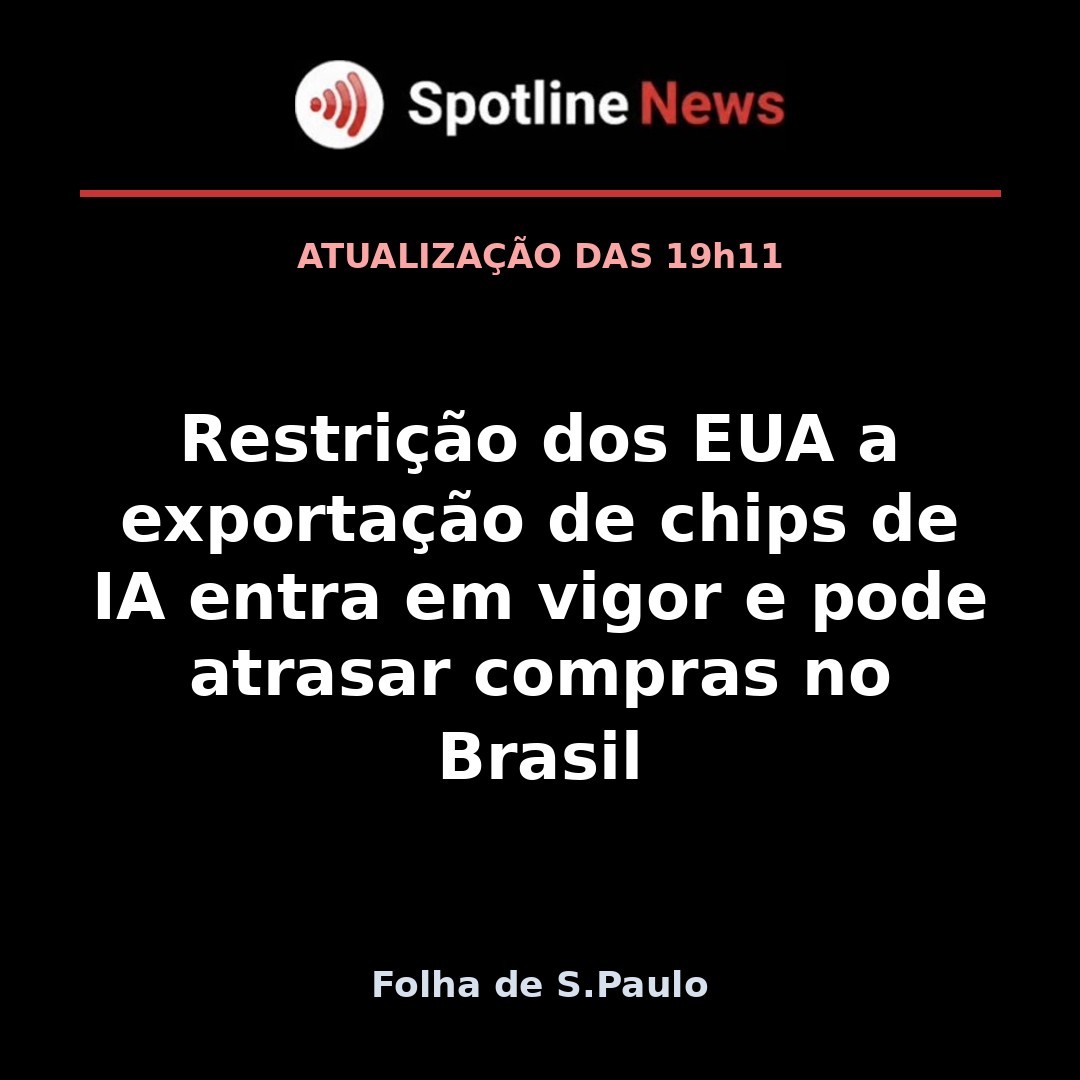 Spotline News
ATUALIZAÇÃO DAS 19h11
Restrição dos EUA a
exportação de chips de
IA entra em vigor e pode
atrasar compras no
Brasil
Folha de S.Paulo